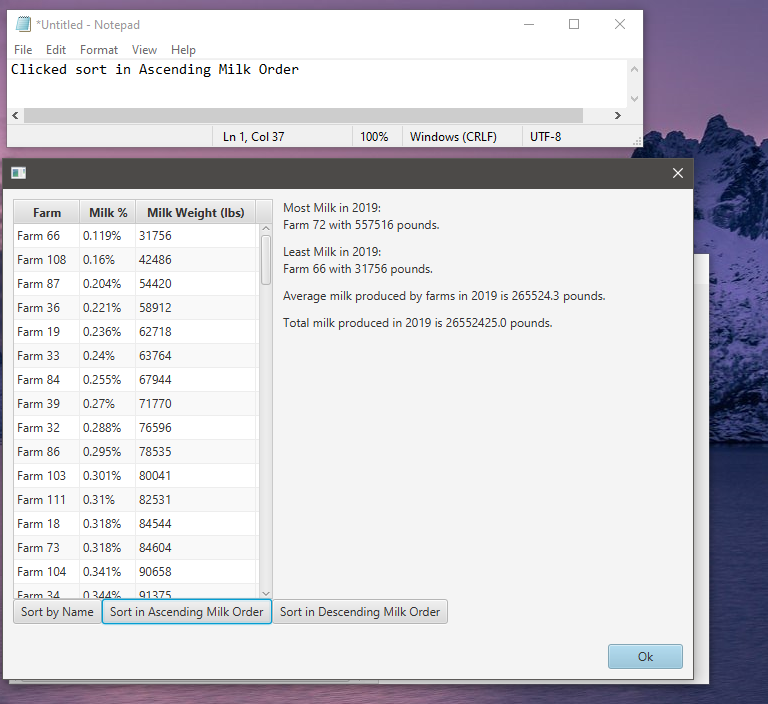 *Untitled - Notepad
File Edit Format View Help
Clicked sort in Ascending Milk Order
Ln 1, Col 37 100% Windows (CRLF) UTF-8
Farm Milk % Milk Weight (lbs)
Farm 66 0.119% 31756
Farm 108 0.16% 42486
Farm 87 0.204% 54420
Farm 36 0.221% 58912
Farm 19 0.236% 62718
Farm 33 0.24% 63764
Farm 84 0.255% 67944
Farm 39 0.27% 71770
Farm 32 0.288% 76596
Farm 86 0.295% 78535
Farm 103 0.301% 80041
Farm 111 0.31% 82531
Farm 18 0.318% 84544
Farm 73 0.318% 84604
Farm 104 0.341% 90658
Farm 34 0.344% 91375
Most Milk in 2019:
Farm 72 with 557516 pounds.
Least Milk in 2019:
Farm 66 with 31756 pounds.
Average milk produced by farms in 2019 is 265524.3 pounds.
Total milk produced in 2019 is 26552425.0 pounds.
Sort by Name Sort in Ascending Milk Order Sort in Descending Milk Order
Ok